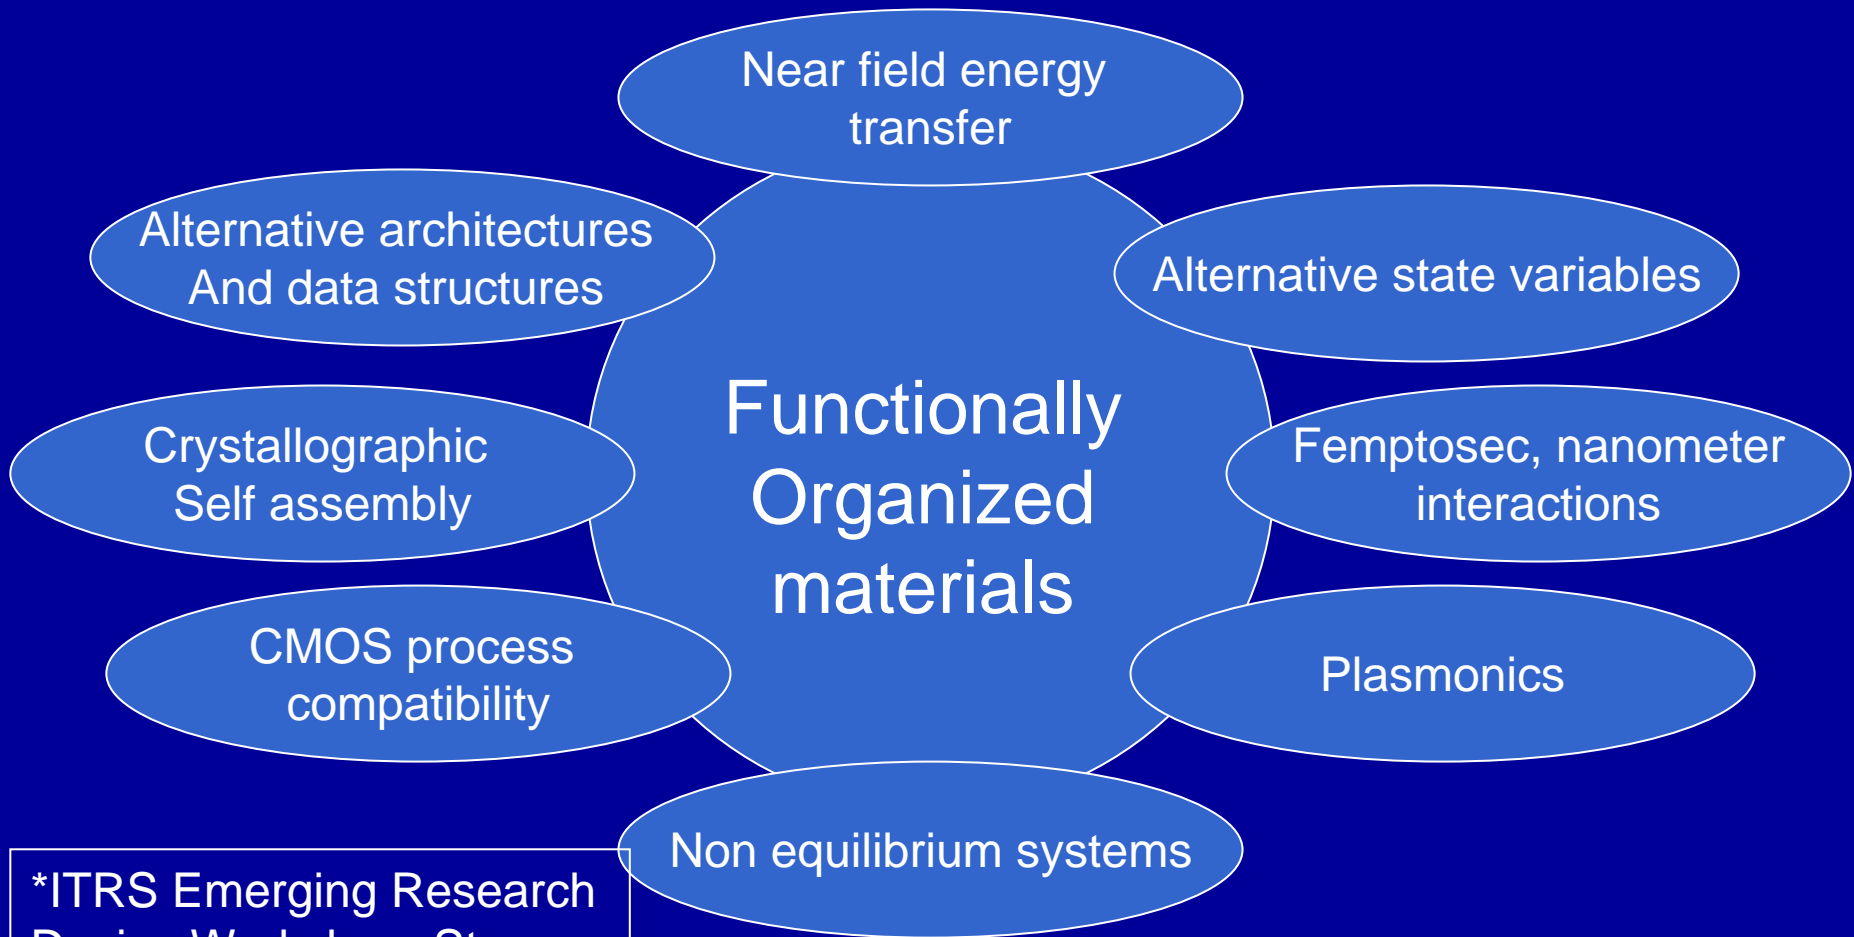 Near field energy
transfer
Alternative architectures
And data structures
Alternative state variables
Functionally
Organized
materials
Crystallographic
Self assembly
Femptosec, nanometer
interactions
CMOS process
compatibility
Plasmonics
Non equilibrium systems
*ITRS Emerging Research